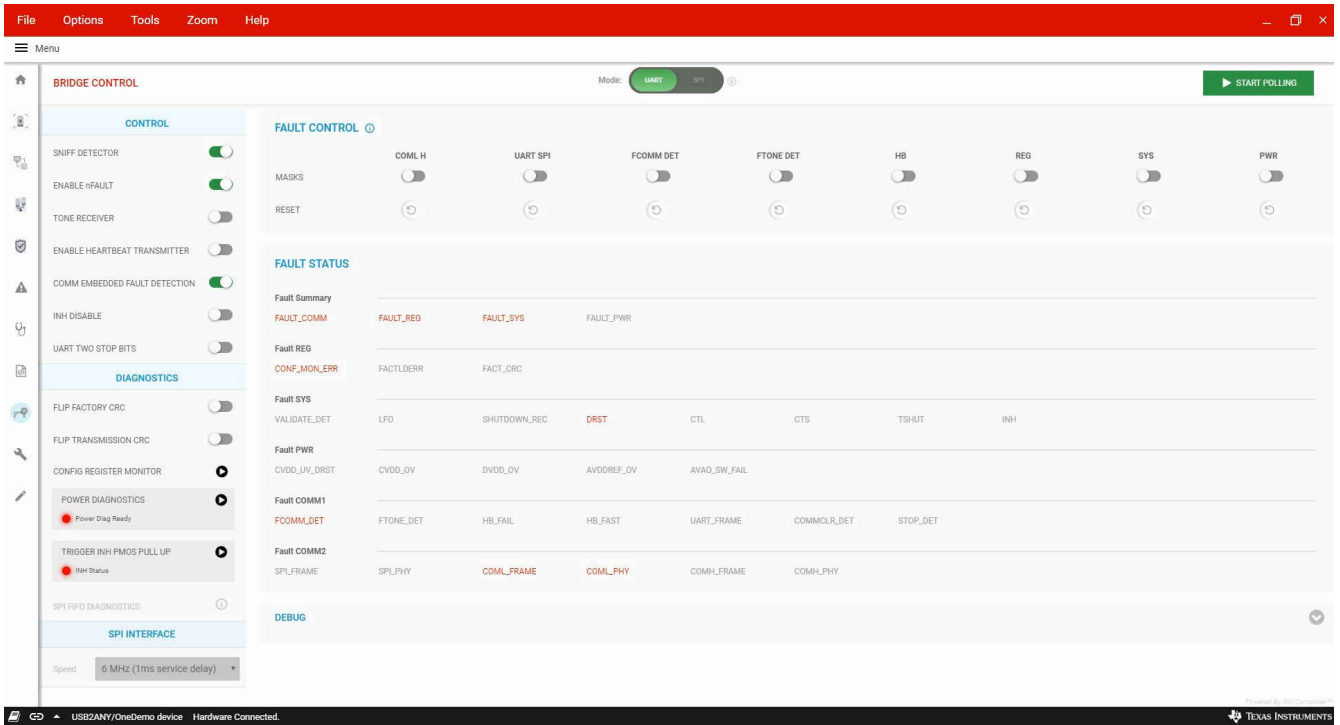 File Options Tools Zoom Help
Menu
BRIDGE CONTROL
Mode: UART SPI
START POLLING
CONTROL
SNIFF DETECTOR
ENABLE nFAULT
TONE RECEIVER
ENABLE HEARTBEAT TRANSMITTER
COMM EMBEDDED FAULT DETECTION
INH DISABLE
UART TWO STOP BITS
DIAGNOSTICS
FLIP FACTORY CRC
FLIP TRANSMISSION CRC
CONFIG REGISTER MONITOR
POWER DIAGNOSTICS
Power Diag Ready
TRIGGER INH PMOS PULL UP
INH Status
SPI FIFO DIAGNOSTICS
SPI INTERFACE
Speed 6 MHz (1ms service delay)
FAULT CONTROL
COML H UART SPI FCOMM DET FTONE DET HB REG SYS PWR
MASKS
RESET
FAULT STATUS
Fault Summary
FAULT_COMM FAULT_REG FAULT_SYS FAULT_PWR
Fault REG
CONF_MON_ERR FACTLDERR FACT_CRC
Fault SYS
VALIDATE_DET LFO SHUTDOWN_REC DRST CTL CTS TSHUT INH
Fault PWR
CVDD_UV_DRST CVDD_OV DVDD_OV AVDDREF_OV AVAO_SW_FAIL
Fault COMM1
FCOMM_DET FTONE_DET HB_FAIL HB_FAST UART_FRAME COMMCLR_DET STOP_DET
Fault COMM2
SPI_FRAME SPI_PHY COML_FRAME COML_PHY COMH_FRAME COMH_PHY
DEBUG
Powered By GUI Composer™
USB2ANY/OneDemo device Hardware Connected.
TEXAS INSTRUMENTS